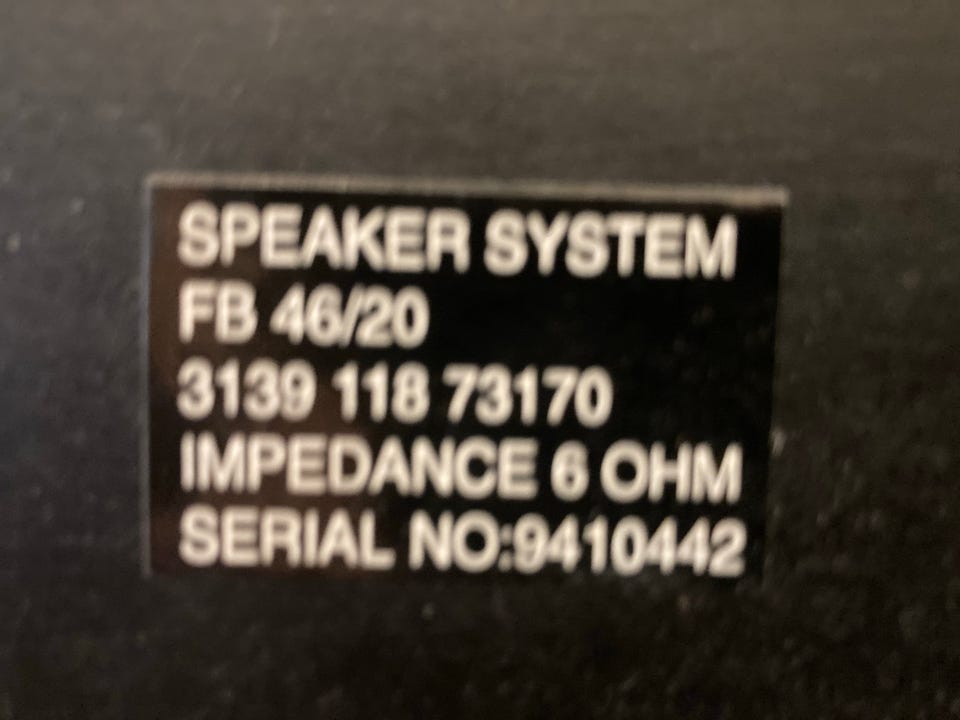 SPEAKER SYSTEM
FB 46/20
3139 118 73170
IMPEDANCE 6 OHM
SERIAL NO:9410442